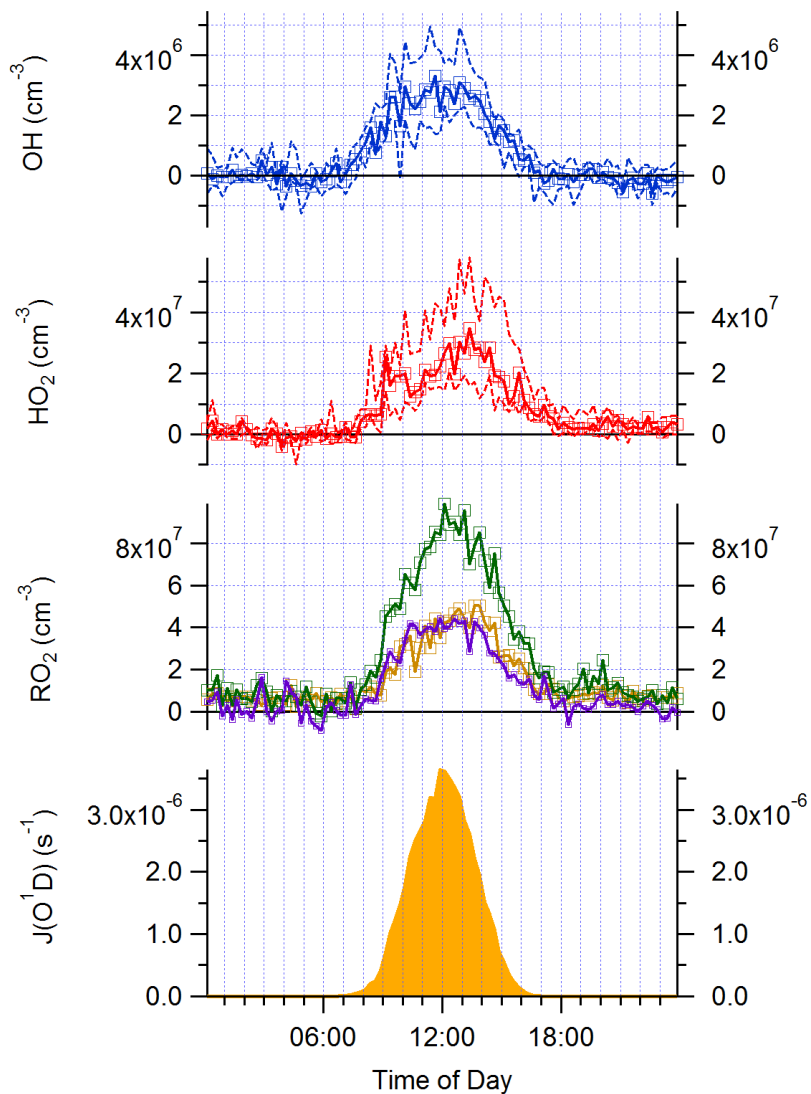 OH (cm⁻³)
4x10⁶
2
0
4x10⁶
2
0
HO₂ (cm⁻³)
4x10⁷
2
0
4x10⁷
2
0
RO₂ (cm⁻³)
8x10⁷
6
4
2
0
8x10⁷
6
4
2
0
J(O¹D) (s⁻¹)
3.0x10⁻⁶
2.0
1.0
0.0
3.0x10⁻⁶
2.0
1.0
0.0
06:00 12:00 18:00
Time of Day